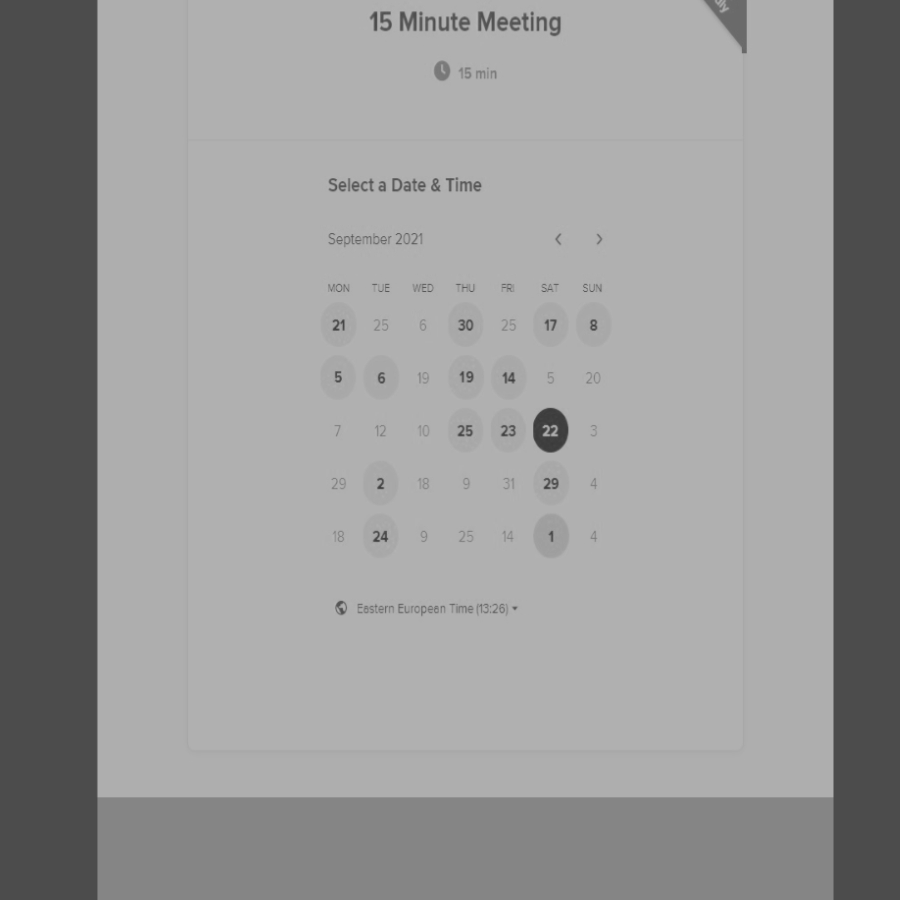 15 Minute Meeting
15 min
Select a Date & Time
September 2021
MON TUE WED THU FRI SAT SUN
21 25 6 30 25 17 8
5 6 19 19 14 5 20
7 12 10 25 23 22 3
29 2 18 9 31 29 4
18 24 9 25 14 1 4
Eastern European Time (13:26)